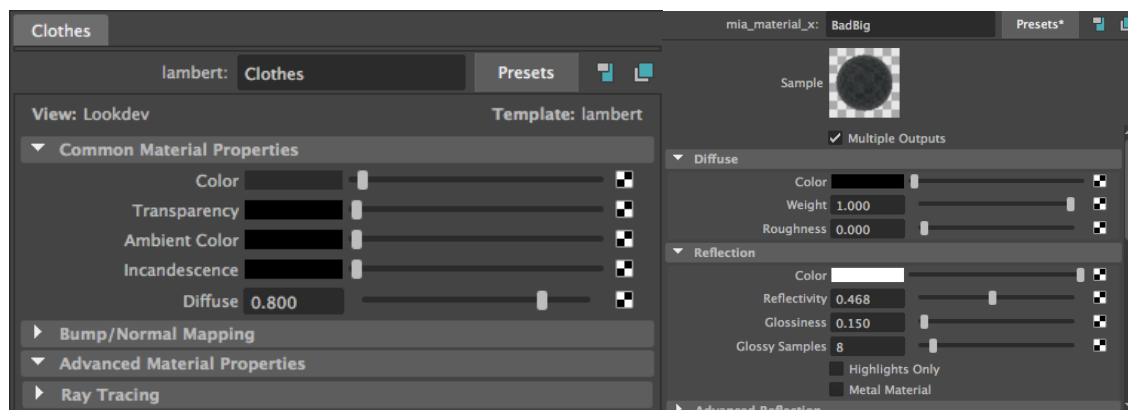 Clothes
lambert: Clothes Presets
View: Lookdev Template: lambert
Common Material Properties
Color
Transparency
Ambient Color
Incandescence
Diffuse 0.800
Bump/Normal Mapping
Advanced Material Properties
Ray Tracing
mia_material_x: BadBig Presets*
Sample
Multiple Outputs
Diffuse
Color
Weight 1.000
Roughness 0.000
Reflection
Color
Reflectivity 0.468
Glossiness 0.150
Glossy Samples 8
Highlights Only
Metal Material
Advanced Reflection